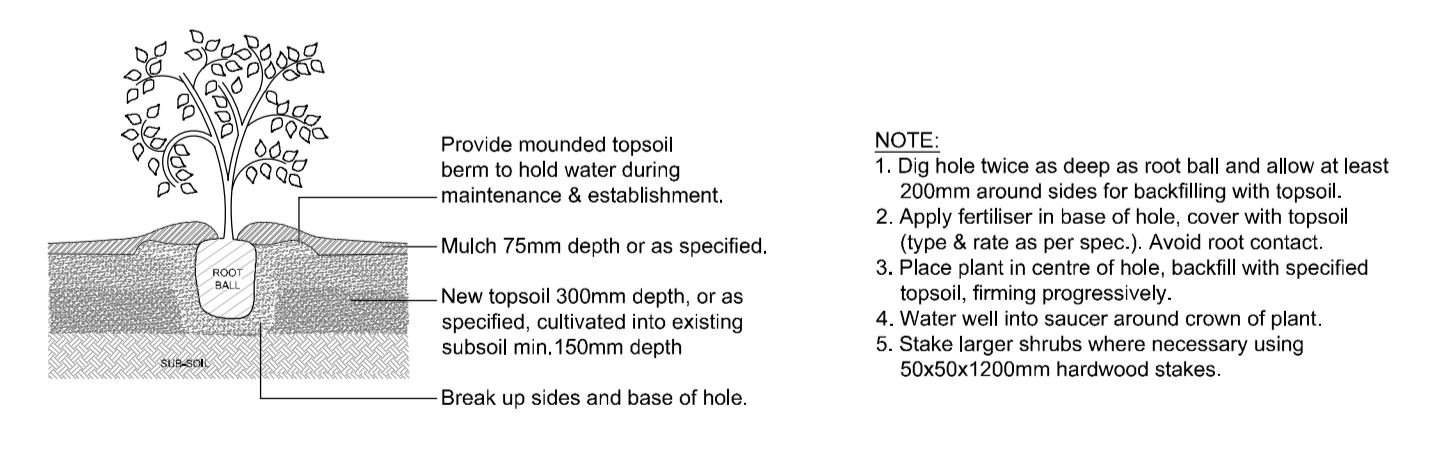 Provide mounded topsoil
berm to hold water during
maintenance & establishment.
Mulch 75mm depth or as specified.
ROOT
BALL
New topsoil 300mm depth, or as
specified, cultivated into existing
subsoil min.150mm depth
SUB-SOIL
Break up sides and base of hole.
NOTE:
1. Dig hole twice as deep as root ball and allow at least
200mm around sides for backfilling with topsoil.
2. Apply fertiliser in base of hole, cover with topsoil
(type & rate as per spec.). Avoid root contact.
3. Place plant in centre of hole, backfill with specified
topsoil, firming progressively.
4. Water well into saucer around crown of plant.
5. Stake larger shrubs where necessary using
50x50x1200mm hardwood stakes.